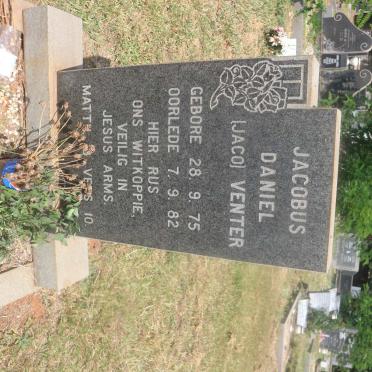 JACOBUS
DANIEL
(JACO) VENTER
GEBORE 28. 9. 75
OORLEDE 7. 9. 82
HIER RUS
ONS WITKOPPIE,
VEILIG IN
JESUS ARMS.
MATT VERS 10